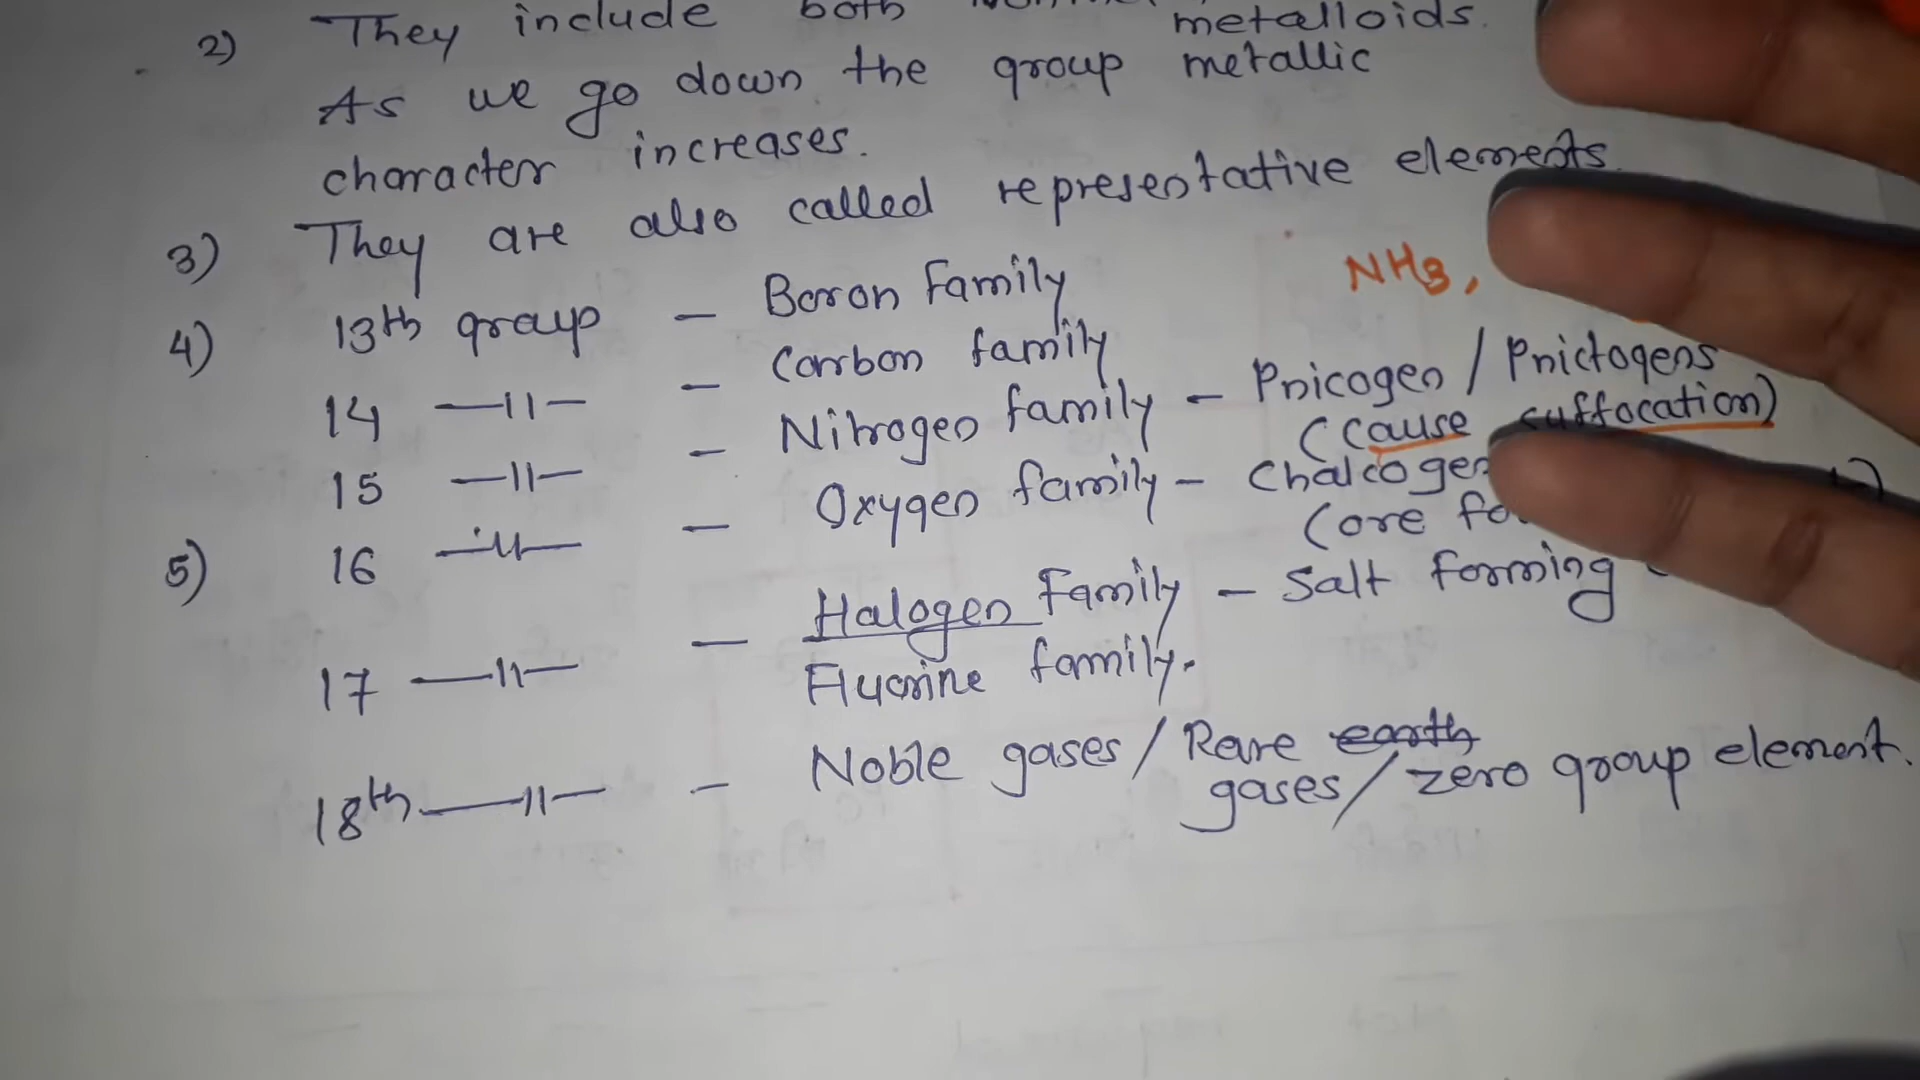 2) They include both metalloids.
As we go down the group metallic
character increases.
3) They are also called representative elements.
NH3,
4) 13th group - Boron family
14 —11— - Carbon family
15 —11— - Nitrogen family - Pnicogen / Pnictogens
(cause suffocation)
5) 16 —11— - Oxygen family - Chalcogen
(ore
17 —11— - Halogen Family - Salt forming
Fluorine family.
18th —11— - Noble gases / Rare earth
gases / zero group element.